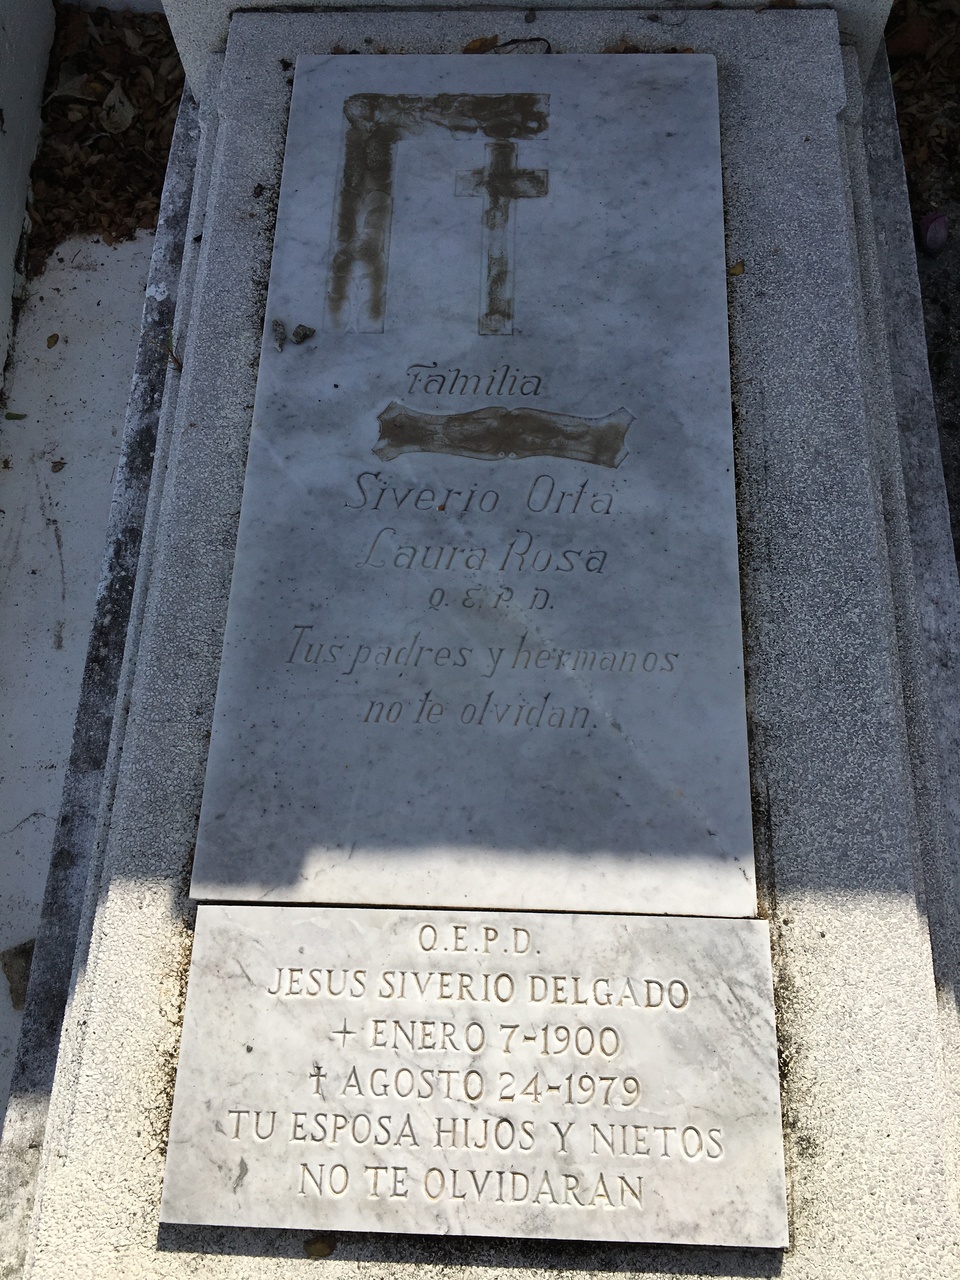 Familia
Siverio Orta
Laura Rosa
Q. E. P. D.
Tus padres y hermanos
no te olvidan.
Q.E.P.D.
JESUS SIVERIO DELGADO
+ ENERO 7-1900
† AGOSTO 24-1979
TU ESPOSA HIJOS Y NIETOS
NO TE OLVIDARAN